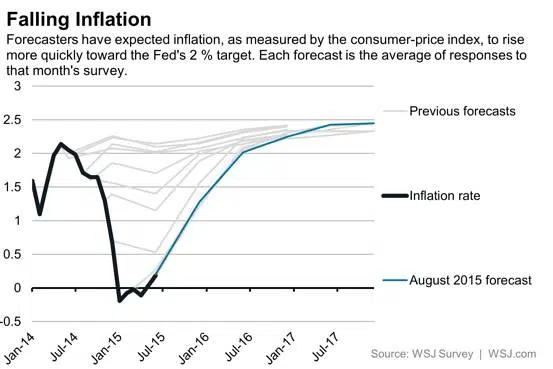 Falling Inflation
Forecasters have expected inflation, as measured by the consumer-price index, to rise
more quickly toward the Fed's 2 % target. Each forecast is the average of responses to
that month's survey.
3
2.5
2
1.5
1
0.5
0
-0.5
Previous forecasts
Inflation rate
August 2015 forecast
Jan-14
Jul-14
Jan-15
Jul-15
Jan-16
Jul-16
Jan-17
Jul-17
Source: WSJ Survey | WSJ.com